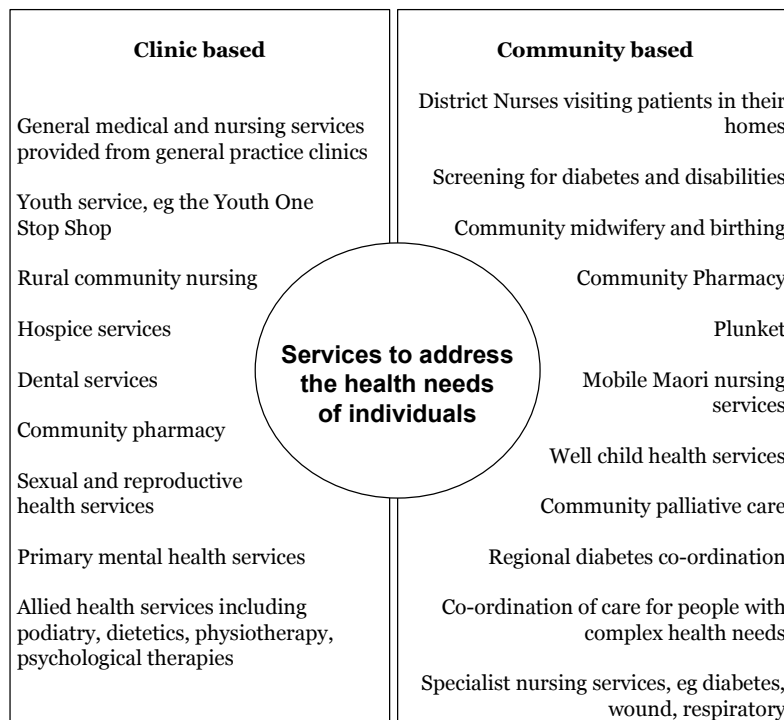 Clinic based
General medical and nursing services
provided from general practice clinics
Youth service, eg the Youth One
Stop Shop
Rural community nursing
Hospice services
Dental services
Community pharmacy
Sexual and reproductive
health services
Primary mental health services
Allied health services including
podiatry, dietetics, physiotherapy,
psychological therapies
Services to address
the health needs
of individuals
Community based
District Nurses visiting patients in their
homes
Screening for diabetes and disabilities
Community midwifery and birthing
Community Pharmacy
Plunket
Mobile Maori nursing
services
Well child health services
Community palliative care
Regional diabetes co-ordination
Co-ordination of care for people with
complex health needs
Specialist nursing services, eg diabetes,
wound, respiratory